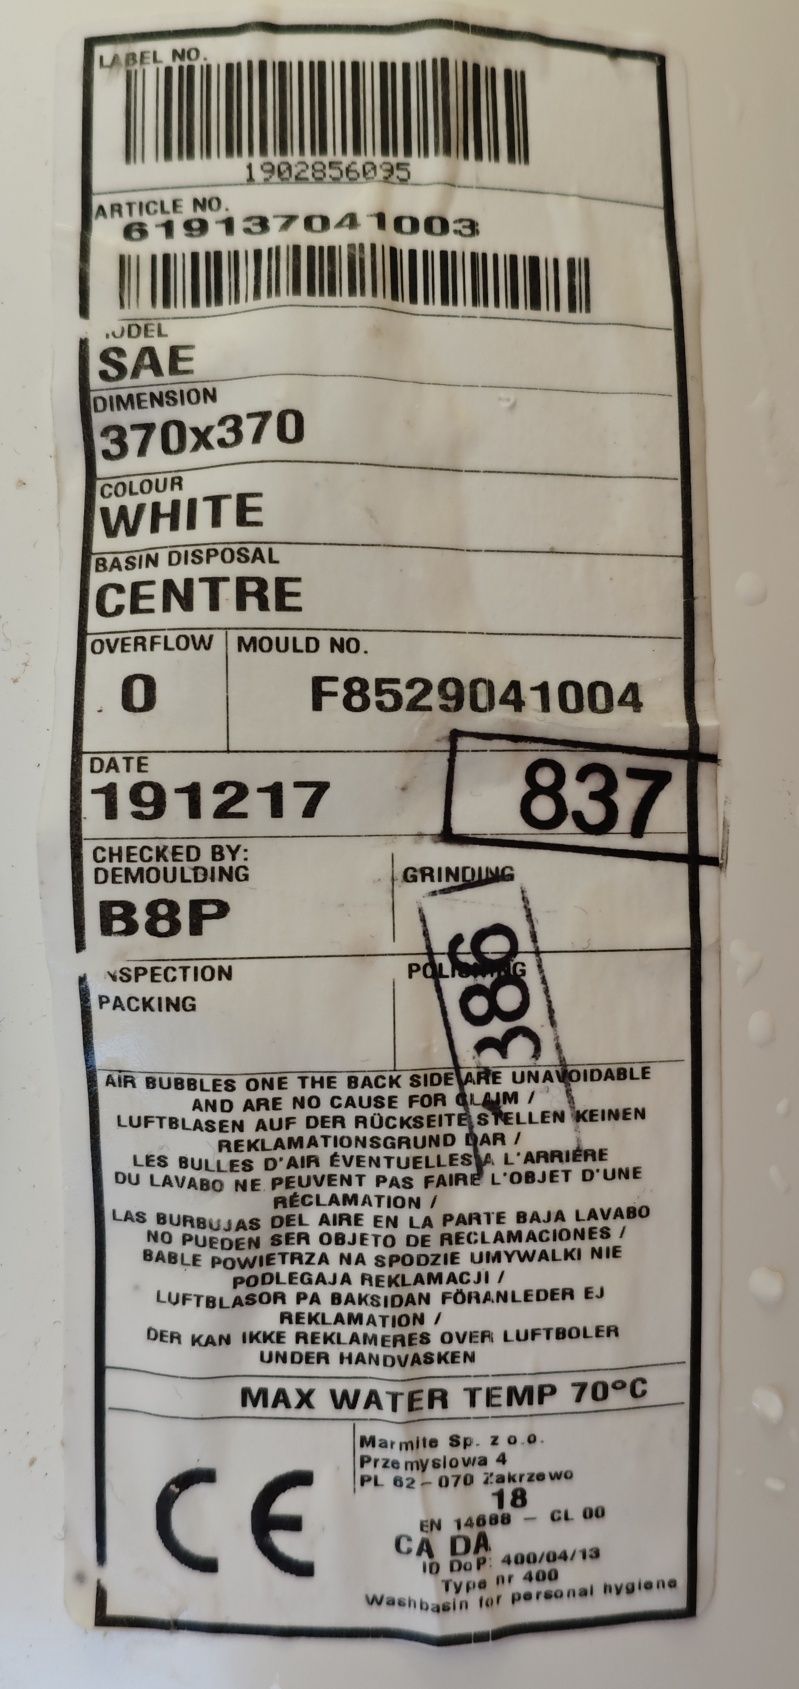 LABEL NO.
1902856095
ARTICLE NO.
619137041003
MODEL
SAE
DIMENSION
370x370
COLOUR
WHITE
BASIN DISPOSAL
CENTRE
OVERFLOW MOULD NO.
0 F8529041004
DATE
191217 837
CHECKED BY:
DEMOULDING GRINDING
B8P
386
INSPECTION POLISHING
PACKING
AIR BUBBLES ONE THE BACK SIDE ARE UNAVOIDABLE
AND ARE NO CAUSE FOR CLAIM /
LUFTBLASEN AUF DER RÜCKSEITE STELLEN KEINEN
REKLAMATIONSGRUND DAR /
LES BULLES D'AIR ÉVENTUELLES A L'ARRIÈRE
DU LAVABO NE PEUVENT PAS FAIRE L'OBJET D'UNE
RÉCLAMATION /
LAS BURBUJAS DEL AIRE EN LA PARTE BAJA LAVABO
NO PUEDEN SER OBJETO DE RECLAMACIONES /
BABLE POWIETRZA NA SPODZIE UMYWALKI NIE
PODLEGAJA REKLAMACJI /
LUFTBLASOR PA BAKSIDAN FÖRANLEDER EJ
REKLAMATION /
DER KAN IKKE REKLAMERES OVER LUFTBOLER
UNDER HANDVASKEN
MAX WATER TEMP 70ºC
CE
Marmite Sp. z o.o.
Przemyslowa 4
PL 62-070 Zakrzewo
18
EN 14688 - CL 00
CA DA
ID DoP: 400/04/13
Type nr 400
Washbasin for personal hygiene